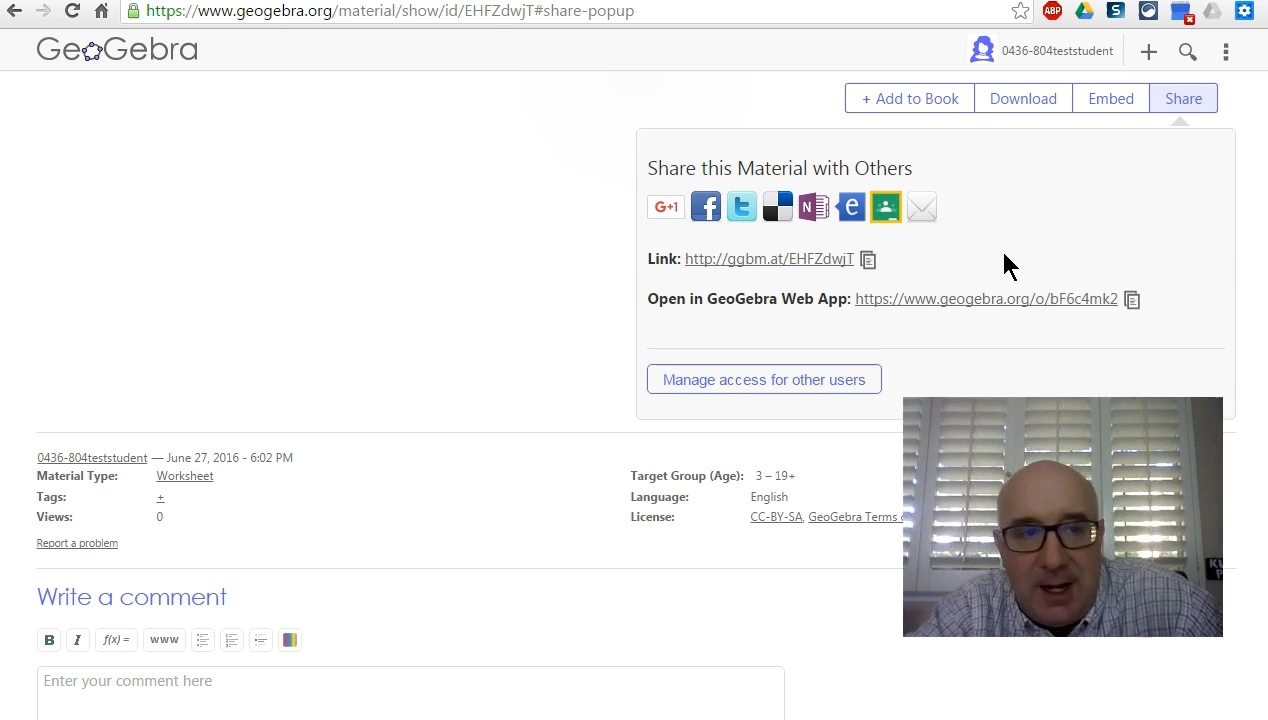 https://www.geogebra.org/material/show/id/EHFZdwjT#share-popup
ABP
S
GeoGebra
0436-804teststudent
+ Add to Book
Download
Embed
Share
Share this Material with Others
G+1
N
e
Link: http://ggbm.at/EHFZdwjT
Open in GeoGebra Web App: https://www.geogebra.org/o/bF6c4mk2
Manage access for other users
0436-804teststudent — June 27, 2016 - 6:02 PM
Material Type: Worksheet
Tags: +
Views: 0
Target Group (Age): 3 – 19+
Language: English
License: CC-BY-SA, GeoGebra Terms
Report a problem
Write a comment
B I f(x) = www
Enter your comment here